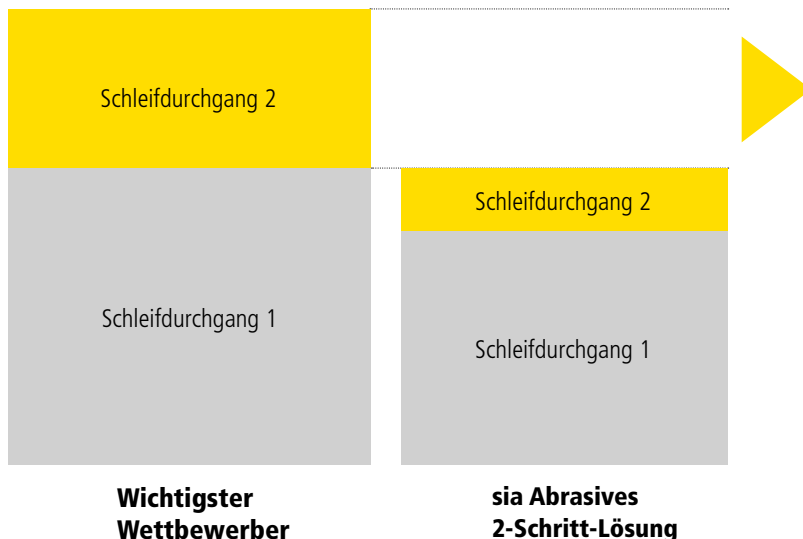 Schleifdurchgang 2
Schleifdurchgang 1
Wichtigster
Wettbewerber
Schleifdurchgang 2
Schleifdurchgang 1
sia Abrasives
2-Schritt-Lösung